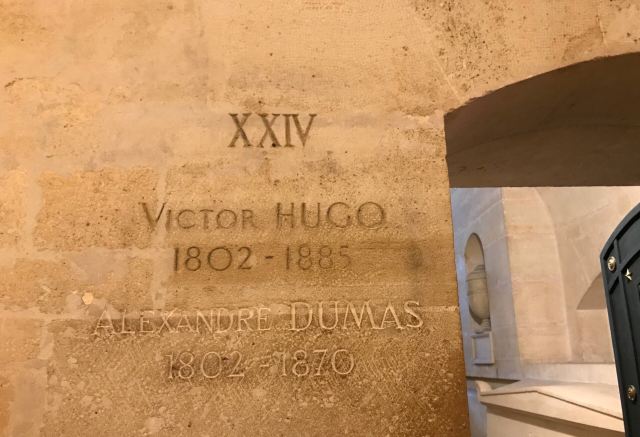 XXIV
VICTOR HUGO
1802 - 1885
ALEXANDRE DUMAS
1802 - 1870